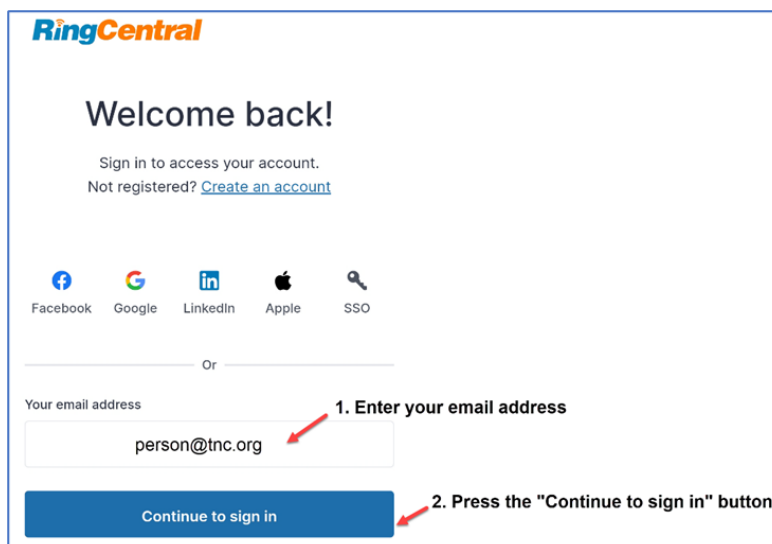 RingCentral
Welcome back!
Sign in to access your account.
Not registered? Create an account
Facebook Google LinkedIn Apple SSO
Or
Your email address
1. Enter your email address
person@tnc.org
2. Press the "Continue to sign in" button
Continue to sign in